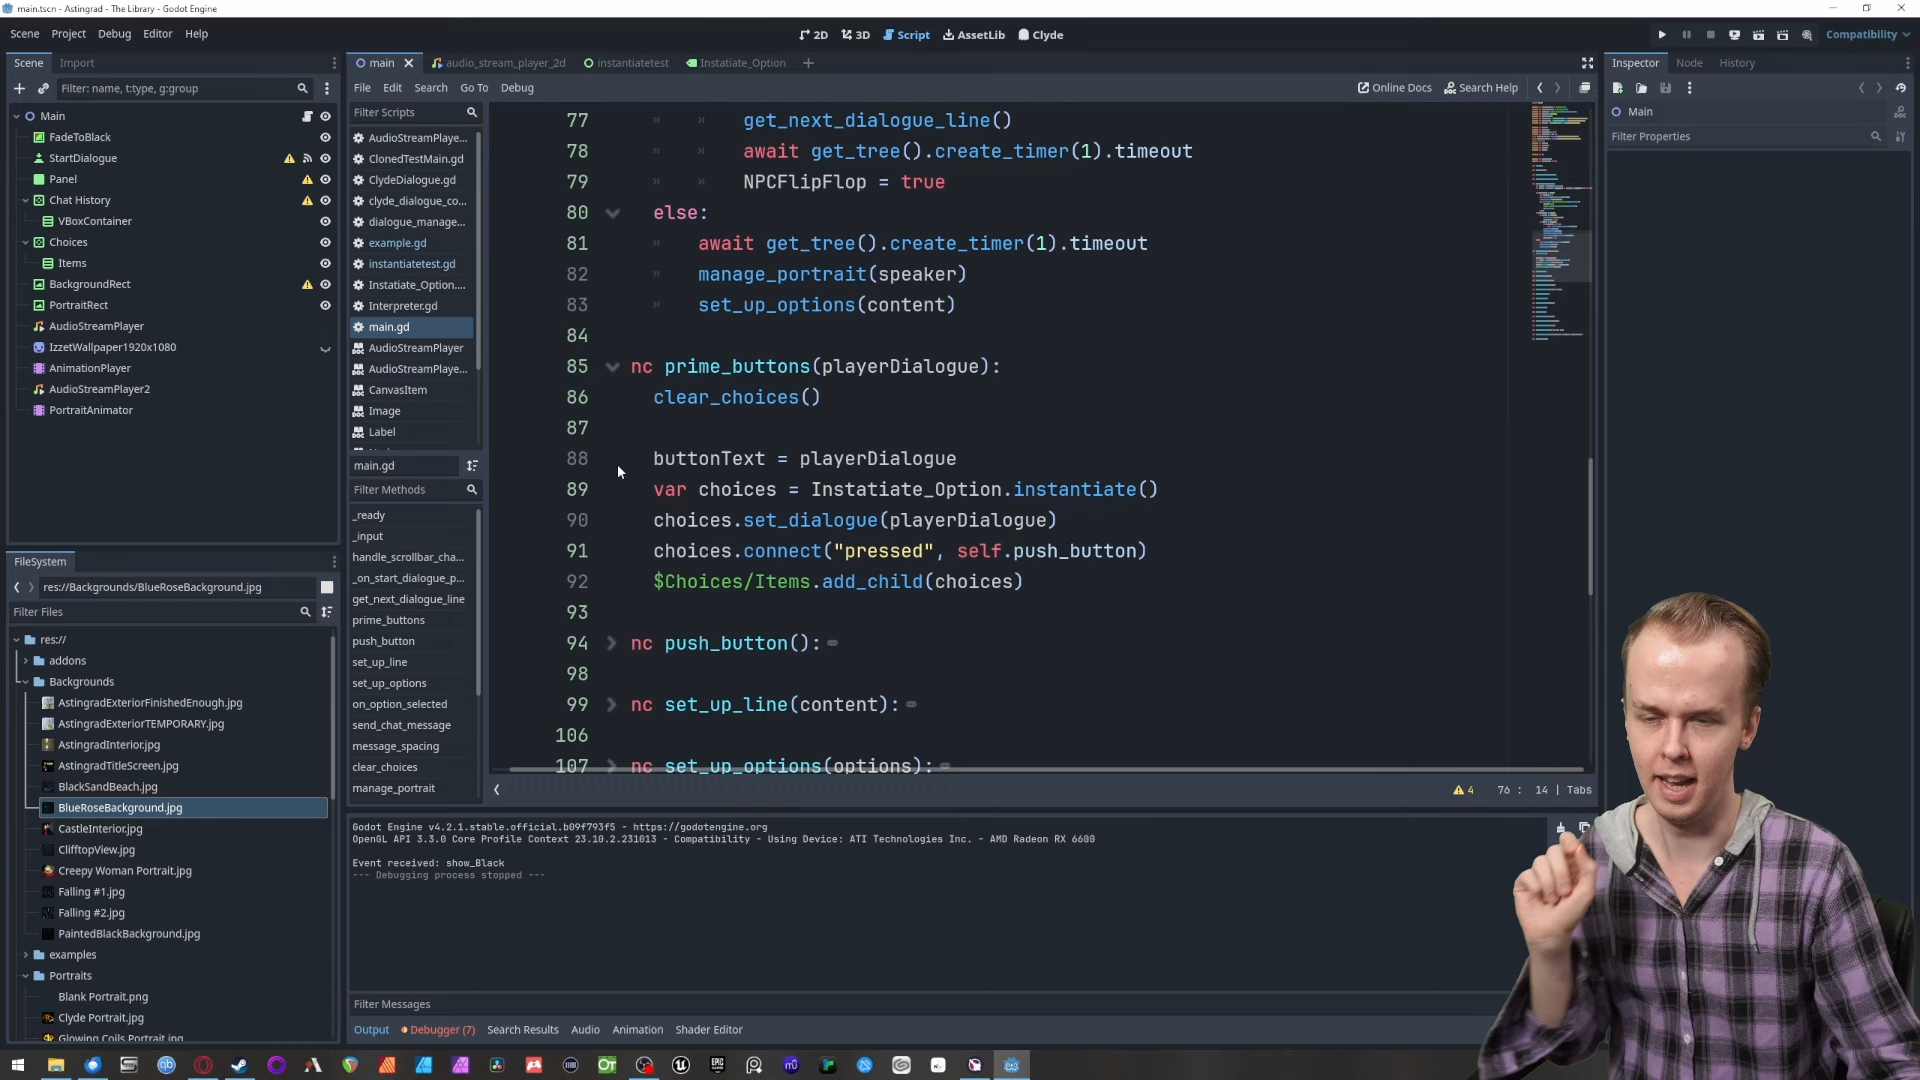 main.tscn - Astingrad - The Library - Godot Engine
Scene Project Debug Editor Help
2D 3D Script AssetLib Clyde
Compatibility
Scene Import
Filter: name, t:type, g:group
Main
FadeToBlack
StartDialogue
Panel
Chat History
VBoxContainer
Choices
Items
BackgroundRect
PortraitRect
AudioStreamPlayer
IzzetWallpaper1920x1080
AnimationPlayer
AudioStreamPlayer2
PortraitAnimator
FileSystem
res://Backgrounds/BlueRoseBackground.jpg
Filter Files
res://
addons
Backgrounds
AstingradExteriorFinishedEnough.jpg
AstingradExteriorTEMPORARY.jpg
AstingradInterior.jpg
AstingradTitleScreen.jpg
BlackSandBeach.jpg
BlueRoseBackground.jpg
CastleInterior.jpg
ClifftopView.jpg
Creepy Woman Portrait.jpg
Falling #1.jpg
Falling #2.jpg
PaintedBlackBackground.jpg
examples
Portraits
Blank Portrait.png
Clyde Portrait.jpg
Glowing Coils Portrait.jpg
main audio_stream_player_2d instantiatetest Instatiate_Option
File Edit Search Go To Debug
Online Docs Search Help
Filter Scripts
AudioStreamPlaye...
ClonedTestMain.gd
ClydeDialogue.gd
clyde_dialogue_co...
dialogue_manage...
example.gd
instantiatetest.gd
Instatiate_Option....
Interpreter.gd
main.gd
AudioStreamPlayer
AudioStreamPlaye...
CanvasItem
Image
Label
main.gd
Filter Methods
_ready
_input
handle_scrollbar_cha...
_on_start_dialogue_p...
get_next_dialogue_line
prime_buttons
push_button
set_up_line
set_up_options
on_option_selected
send_chat_message
message_spacing
clear_choices
manage_portrait
77 get_next_dialogue_line()
78 await get_tree().create_timer(1).timeout
79 NPCFlipFlop = true
80 else:
81 await get_tree().create_timer(1).timeout
82 manage_portrait(speaker)
83 set_up_options(content)
84
85 nc prime_buttons(playerDialogue):
86 clear_choices()
87
88 buttonText = playerDialogue
89 var choices = Instatiate_Option.instantiate()
90 choices.set_dialogue(playerDialogue)
91 choices.connect("pressed", self.push_button)
92 $Choices/Items.add_child(choices)
93
94 nc push_button():
98
99 nc set_up_line(content):
106
107 nc set_up_options(options):
4 76 : 14 | Tabs
Godot Engine v4.2.1.stable.official.b09f793f5 - https://godotengine.org
OpenGL API 3.3.0 Core Profile Context 23.10.2.231013 - Compatibility - Using Device: ATI Technologies Inc. - AMD Radeon RX 6600
Event received: show_Black
--- Debugging process stopped ---
Filter Messages
Output Debugger (7) Search Results Audio Animation Shader Editor
Inspector Node History
Main
Filter Properties